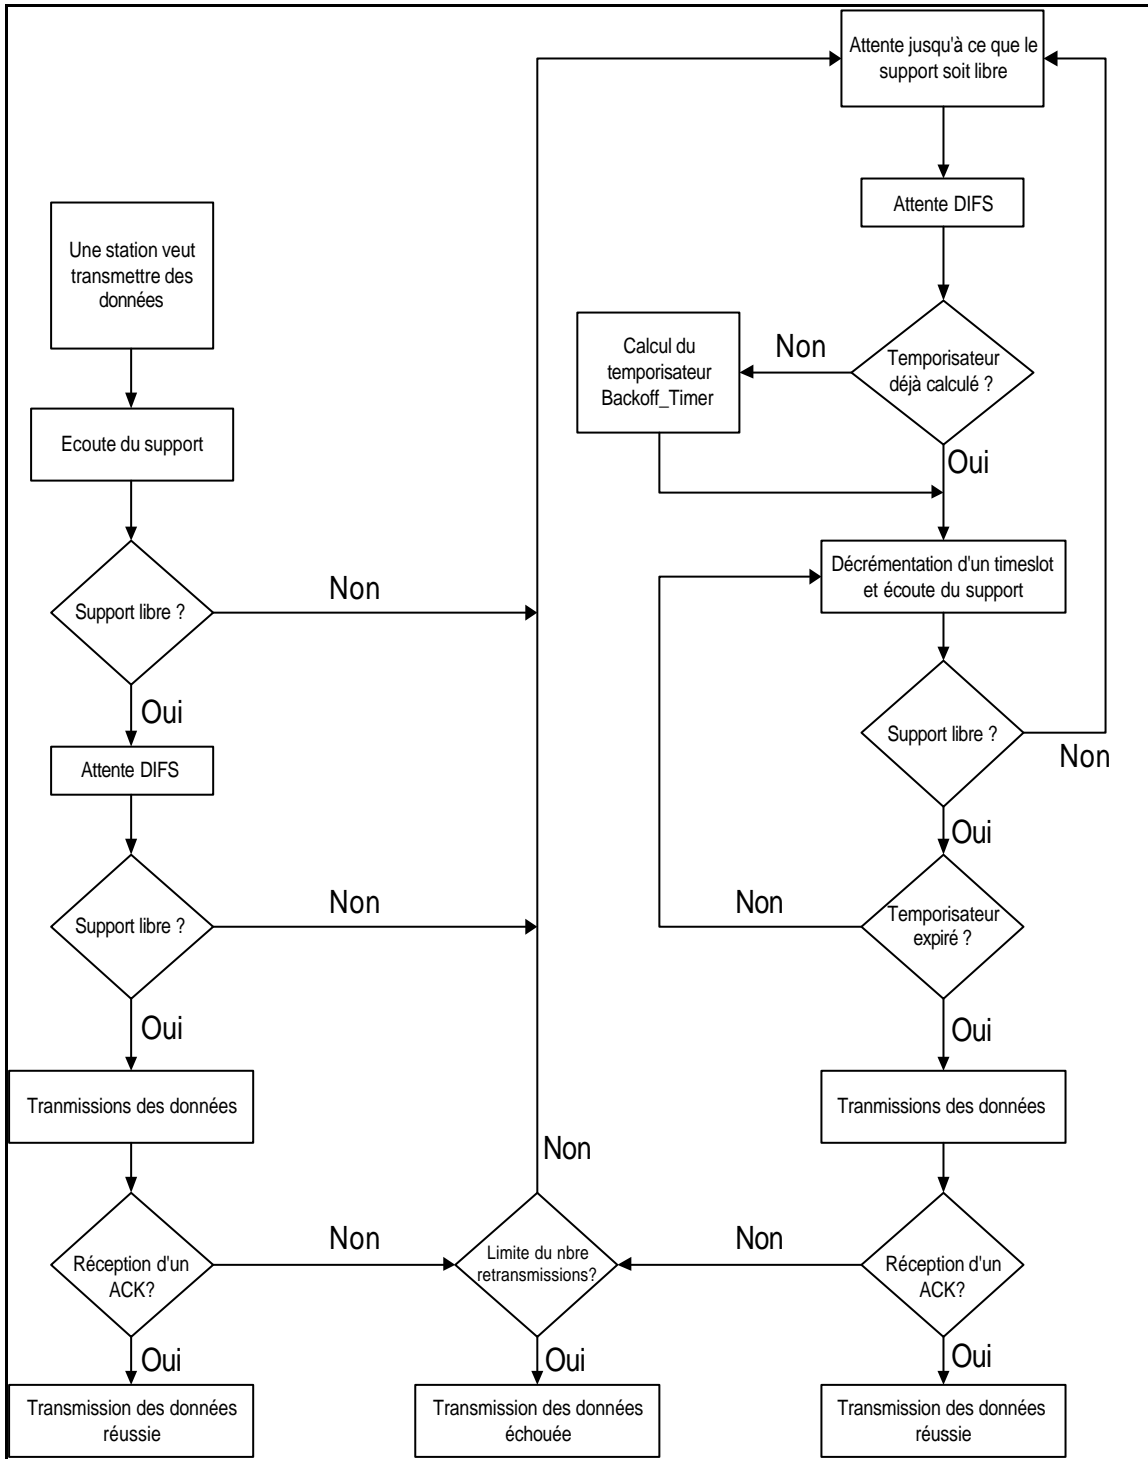 Une station veut
transmettre des
données
Ecoute du support
Support libre ?
Non
Oui
Attente DIFS
Support libre ?
Non
Oui
Tranmissions des données
Réception d'un
ACK?
Non
Oui
Transmission des données
réussie
Limite du nbre
retransmissions?
Non
Oui
Transmission des données
échouée
Attente jusqu'à ce que le
support soit libre
Attente DIFS
Temporisateur
déjà calculé ?
Non
Calcul du
temporisateur
Backoff_Timer
Oui
Décrémentation d'un timeslot
et écoute du support
Support libre ?
Non
Oui
Temporisateur
expiré ?
Non
Oui
Tranmissions des données
Réception d'un
ACK?
Non
Oui
Transmission des données
réussie